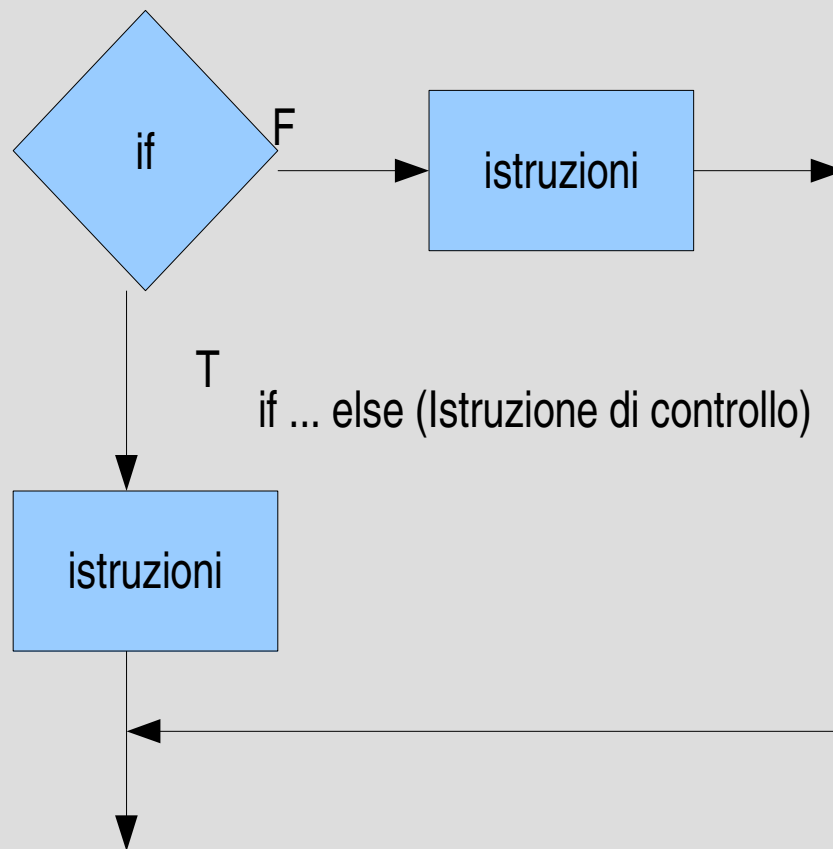 if
F
istruzioni
T
if ... else (Istruzione di controllo)
istruzioni